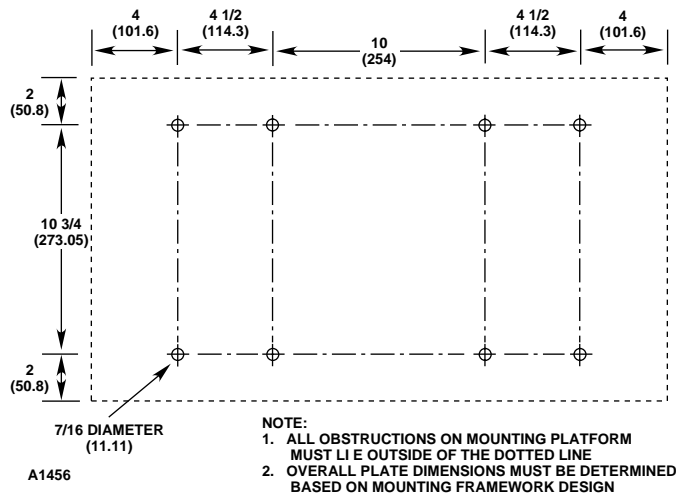 4
(101.6)
4 1/2
(114.3)
10
(254)
4 1/2
(114.3)
4
(101.6)
2
(50.8)
10 3/4
(273.05)
2
(50.8)
7/16 DIAMETER
(11.11)
A1456
NOTE:
1. ALL OBSTRUCTIONS ON MOUNTING PLATFORM
MUST LI E OUTSIDE OF THE DOTTED LINE
2. OVERALL PLATE DIMENSIONS MUST BE DETERMINED
BASED ON MOUNTING FRAMEWORK DESIGN